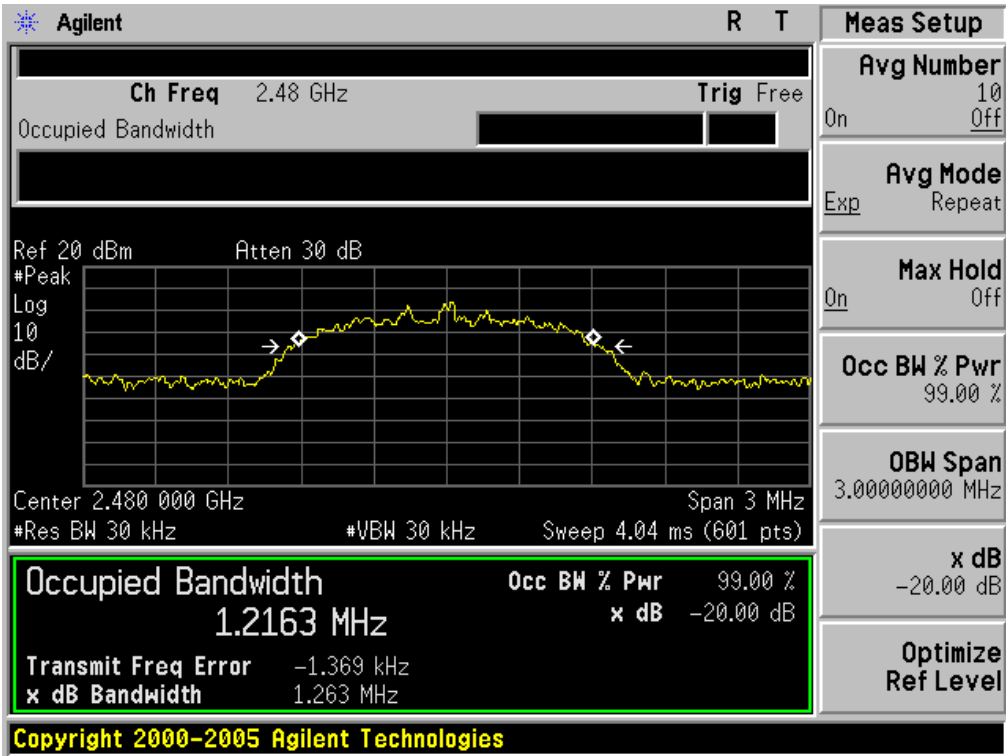 Agilent R T
Ch Freq 2.48 GHz Trig Free
Occupied Bandwidth
Ref 20 dBm Atten 30 dB
#Peak
Log
10
dB/
Center 2.480 000 GHz Span 3 MHz
#Res BW 30 kHz #VBW 30 kHz Sweep 4.04 ms (601 pts)
Occupied Bandwidth Occ BW % Pwr 99.00 %
1.2163 MHz x dB -20.00 dB
Transmit Freq Error -1.369 kHz
x dB Bandwidth 1.263 MHz
Copyright 2000-2005 Agilent Technologies
Meas Setup
Avg Number
10
On Off
Avg Mode
Exp Repeat
Max Hold
On Off
Occ BW % Pwr
99.00 %
OBW Span
3.00000000 MHz
x dB
-20.00 dB
Optimize
Ref Level